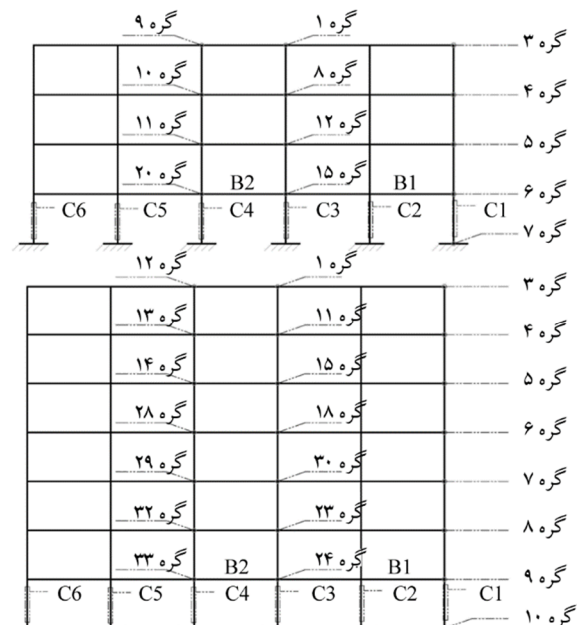 گره ۹ گره ۱ گره ۳
گره ۱۰ گره ۸ گره ۴
گره ۱۱ گره ۱۲ گره ۵
گره ۲۰ B2 گره ۱۵ B1 گره ۶
C6 C5 C4 C3 C2 C1
گره ۷
گره ۱۲ گره ۱ گره ۳
گره ۱۳ گره ۱۱ گره ۴
گره ۱۴ گره ۱۵ گره ۵
گره ۲۸ گره ۱۸ گره ۶
گره ۲۹ گره ۳۰ گره ۷
گره ۳۲ گره ۲۳ گره ۸
گره ۳۳ B2 گره ۲۴ B1 گره ۹
C6 C5 C4 C3 C2 C1
گره ۱۰